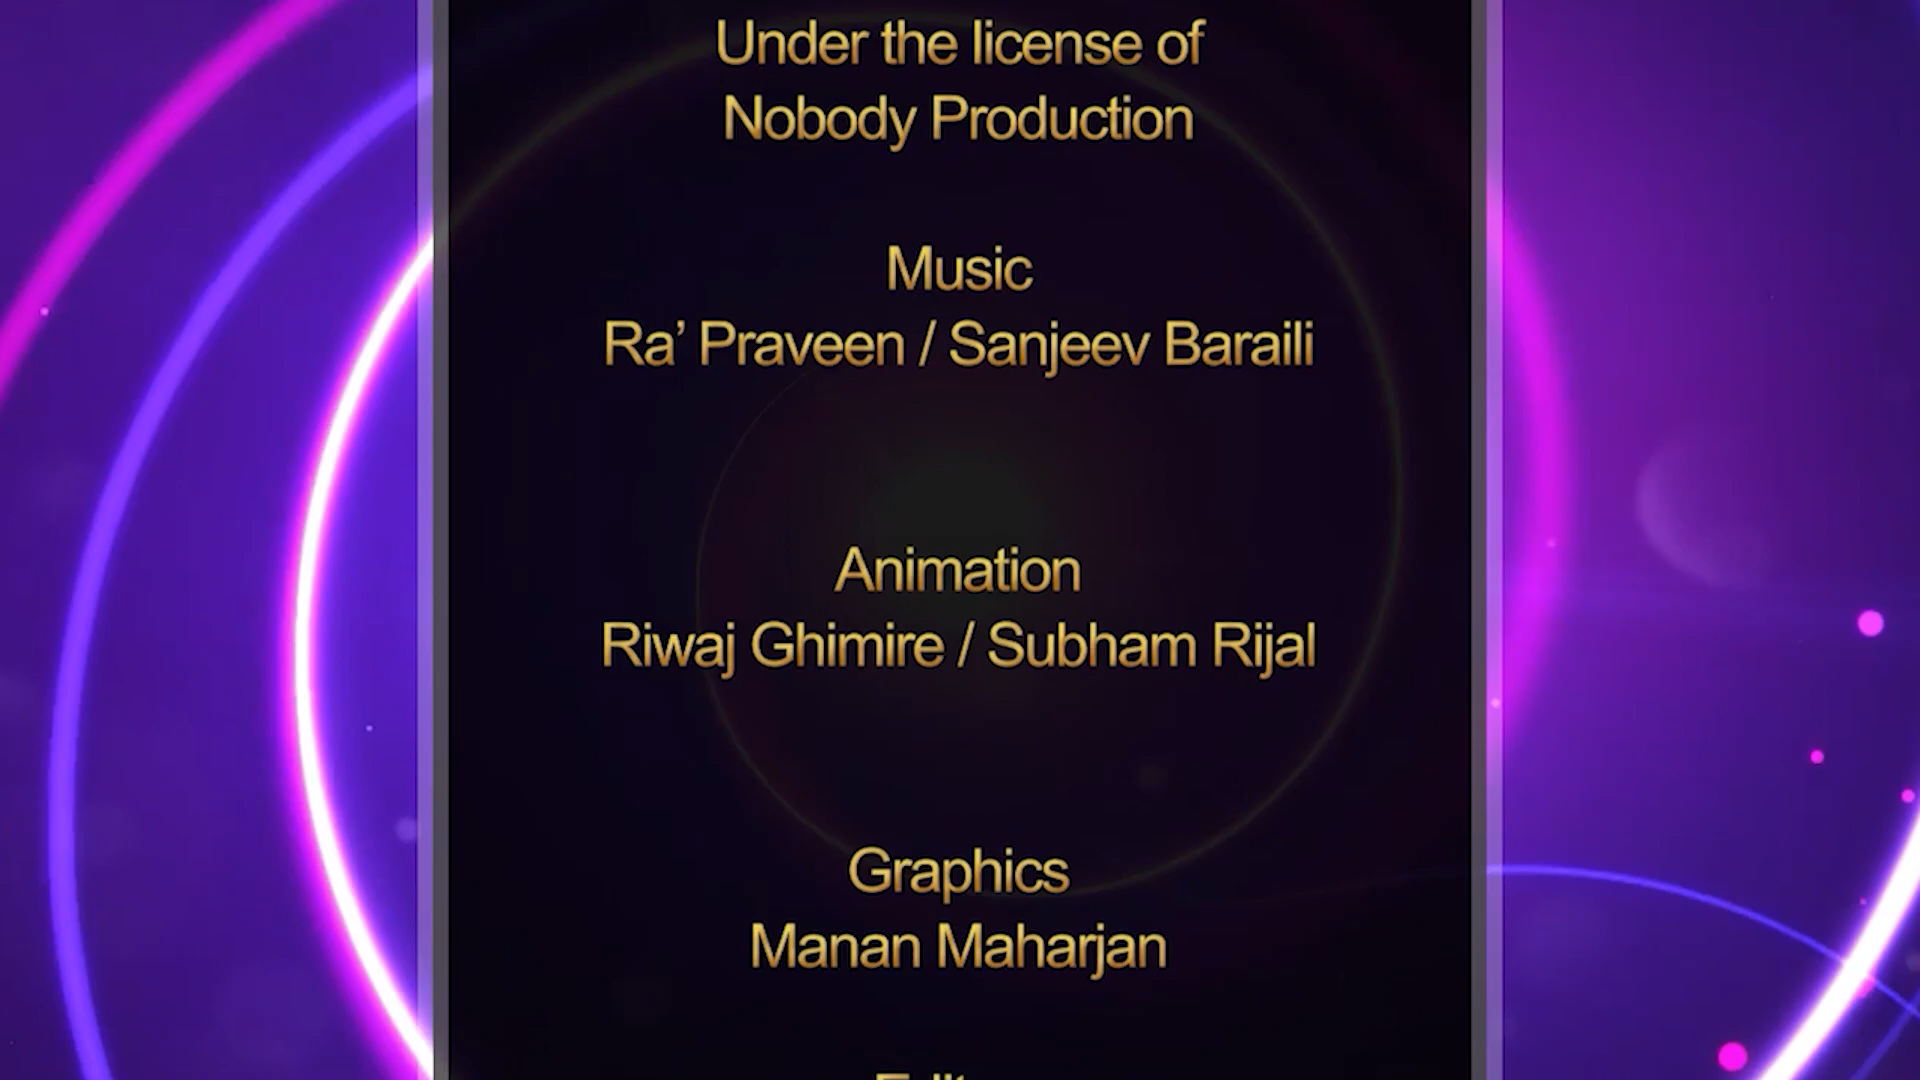 Under the license of
Nobody Production
Music
Ra’ Praveen / Sanjeev Baraili
Animation
Riwaj Ghimire / Subham Rijal
Graphics
Manan Maharjan